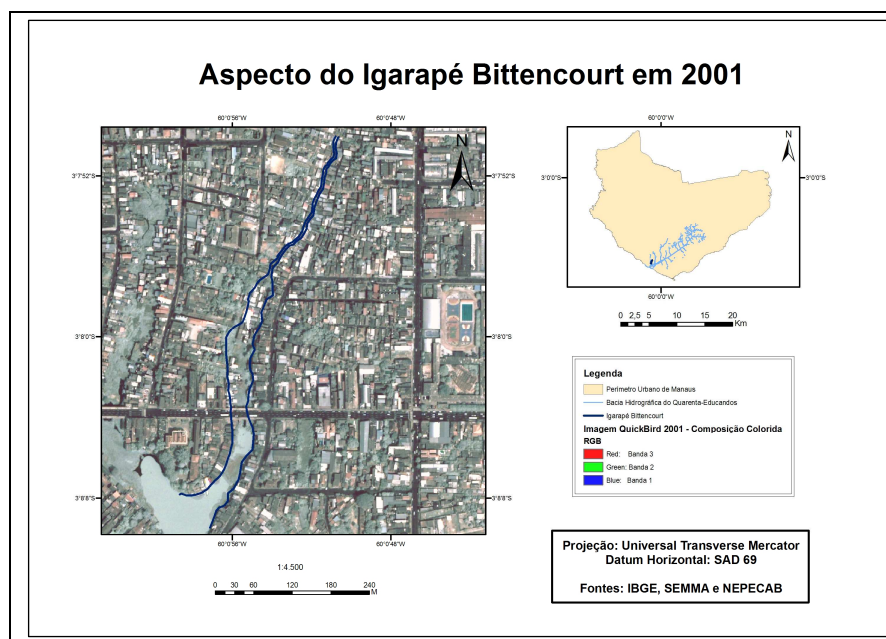 Aspecto do Igarapé Bittencourt em 2001
60°0'56"W
60°0'48"W
N
3°7'52"S
3°7'52"S
3°8'0"S
3°8'0"S
3°8'8"S
3°8'8"S
60°0'56"W
60°0'48"W
1:4.500
0 30 60 120 180 240
M
60°0'0"W
N
3°0'0"S
3°0'0"S
60°0'0"W
0 2,5 5 10 15 20
Km
Legenda
Perímetro Urbano de Manaus
Bacia Hidrográfica do Quarenta-Educandos
Igarapé Bittencourt
Imagem QuickBird 2001 - Composição Colorida
RGB
Red: Banda 3
Green: Banda 2
Blue: Banda 1
Projeção: Universal Transverse Mercator
Datum Horizontal: SAD 69
Fontes: IBGE, SEMMA e NEPECAB